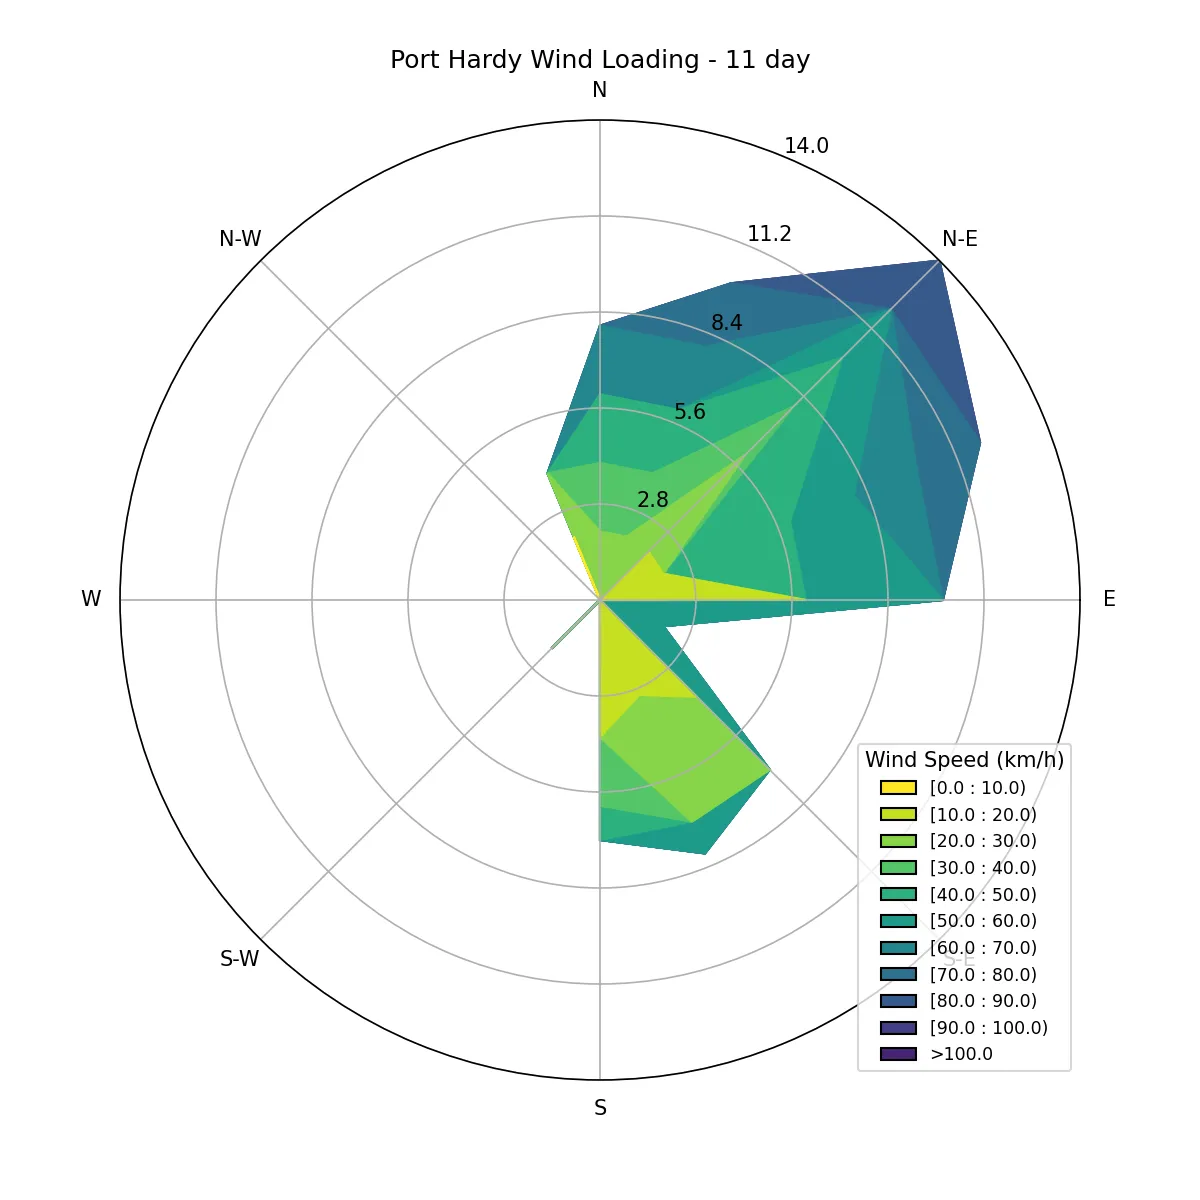 Port Hardy Wind Loading - 11 day
N
14.0
11.2
N-W
N-E
8.4
5.6
2.8
W
E
Wind Speed (km/h)
[0.0 : 10.0)
[10.0 : 20.0)
[20.0 : 30.0)
[30.0 : 40.0)
[40.0 : 50.0)
[50.0 : 60.0)
[60.0 : 70.0)
S-W
S-E
[70.0 : 80.0)
[80.0 : 90.0)
[90.0 : 100.0)
>100.0
S